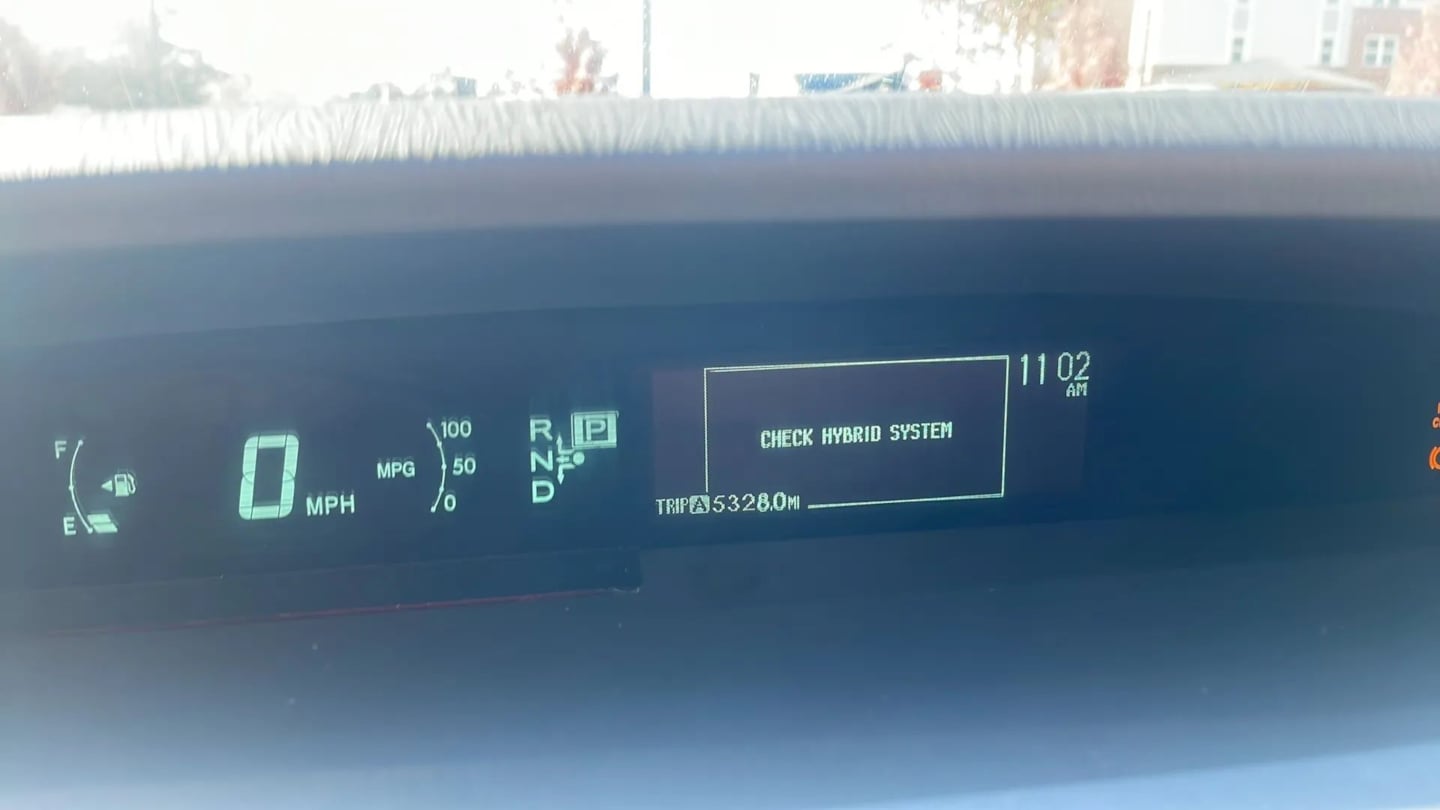 F
E
0 MPH
MPG
100
50
0
R P
N
D
CHECK HYBRID SYSTEM
11 02
AM
TRIP A 5328.0 MI